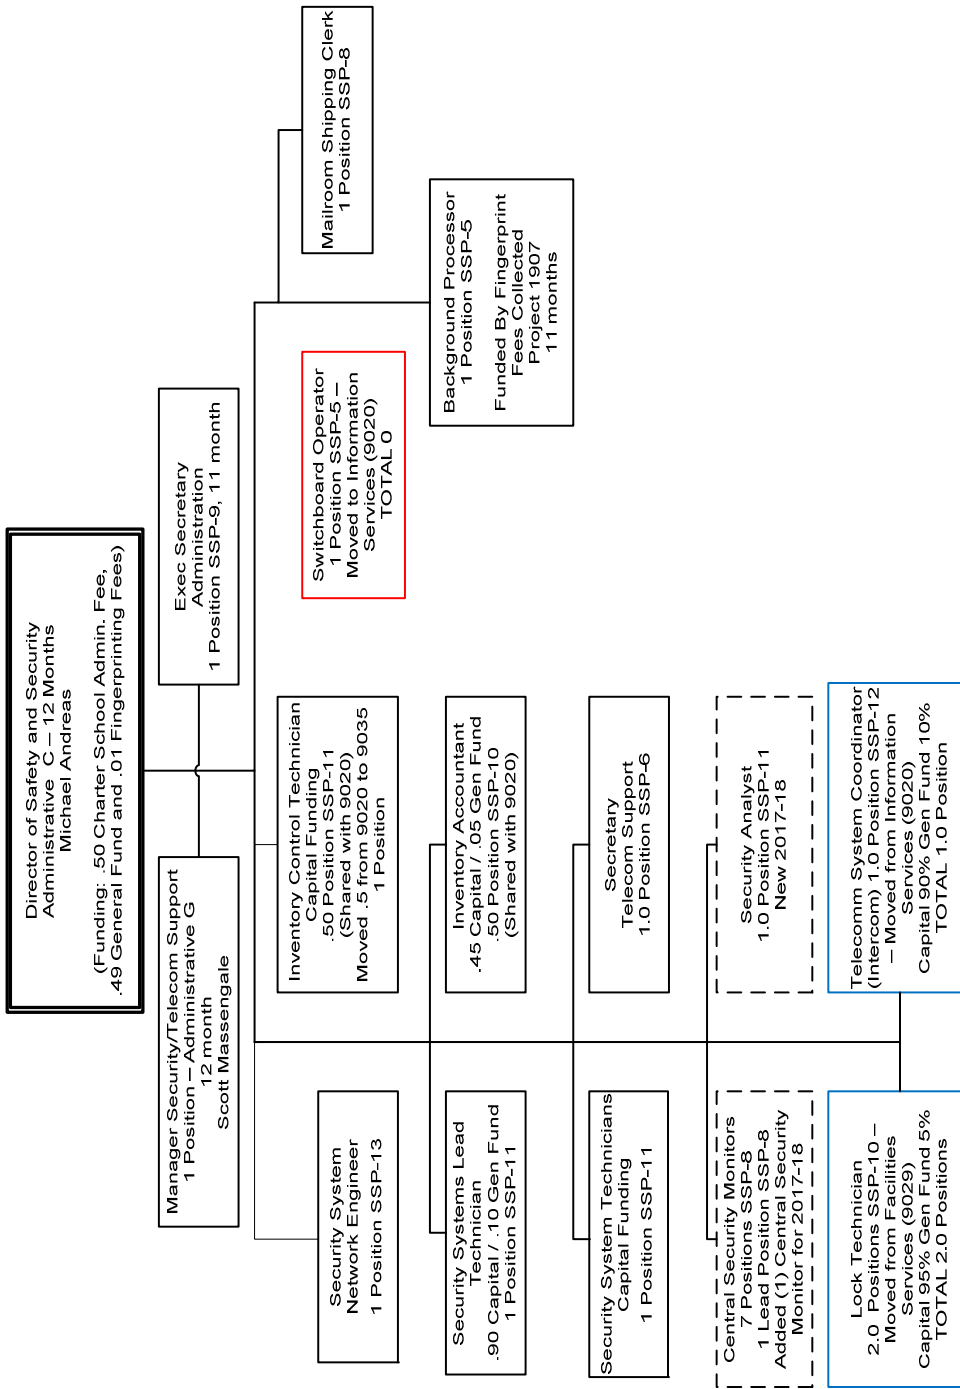 Director of Safety and Security
Administrative  C – 12 Months
Michael Andreas
(Funding: .50 Charter School Admin. Fee,
.49 General Fund and .01 Fingerprinting Fees)
Manager Security/Telecom Support
1 Position – Administrative G
12 month
Scott Massengale
Exec Secretary
Administration
1 Position SSP-9, 11 month
Security System
Network Engineer
1 Position SSP-13
Inventory Control Technician
Capital Funding
.50 Position SSP-11
(Shared with 9020)
Moved .5 from 9020 to 9035
1 Position
Switchboard Operator
1 Position SSP-5 –
Moved to Information
Services (9020)
TOTAL 0
Mailroom Shipping Clerk
1 Position SSP-8
Security Systems Lead
Technician
.90 Capital / .10 Gen Fund
1 Position SSP-11
Inventory Accountant
.45 Capital / .05 Gen Fund
.50 Position SSP-10
(Shared with 9020)
Background Processor
1 Position SSP-5
Funded By Fingerprint
Fees Collected
Project 1907
11 months
Security System Technicians
Capital Funding
1 Position SSP-11
Secretary
Telecom Support
1.0 Position SSP-6
Central Security Monitors
7 Positions SSP-8
1 Lead Position SSP-8
Added (1) Central Security
Monitor for 2017-18
Security Analyst
1.0 Position SSP-11
New 2017-18
Lock Technician
2.0  Positions SSP-10 –
Moved from Facilities
Services (9029)
Capital 95% Gen Fund 5%
TOTAL 2.0 Positions
Telecomm System Coordinator
(Intercom) 1.0 Position SSP-12
– Moved from Information
Services (9020)
Capital 90% Gen Fund 10%
TOTAL 1.0 Position